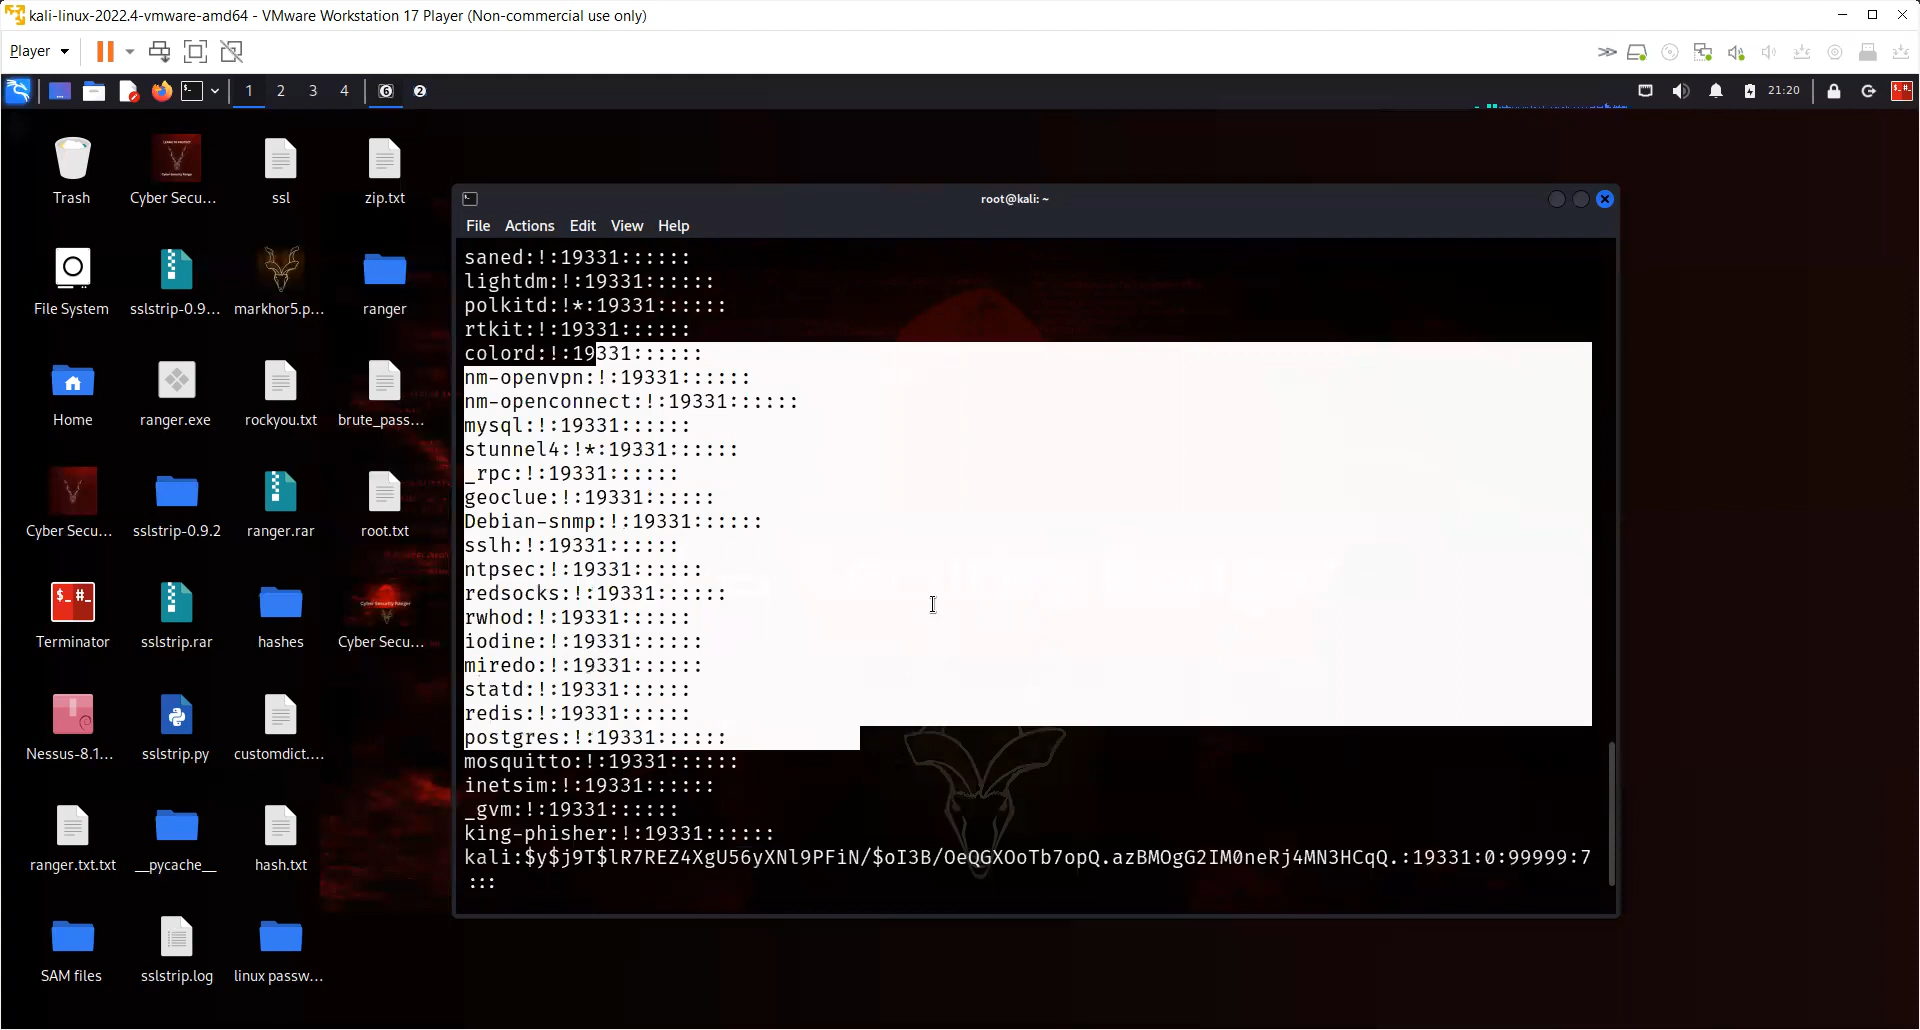 kali-linux-2022.4-vmware-amd64 - VMware Workstation 17 Player (Non-commercial use only)
Player
1 2 3 4 6 2 21:20
Trash
Cyber Secu...
ssl
zip.txt
File System
sslstrip-0.9...
markhor5.p...
ranger
Home
ranger.exe
rockyou.txt
brute_pass...
Cyber Secu...
sslstrip-0.9.2
ranger.rar
root.txt
Terminator
sslstrip.rar
hashes
Cyber Secu...
Nessus-8.1...
sslstrip.py
customdict....
ranger.txt.txt
__pycache__
hash.txt
SAM files
sslstrip.log
linux passw...
root@kali: ~
File Actions Edit View Help
saned:!:19331::::::
lightdm:!:19331::::::
polkitd:!*:19331::::::
rtkit:!:19331::::::
colord:!:19331::::::
nm-openvpn:!:19331::::::
nm-openconnect:!:19331::::::
mysql:!:19331::::::
stunnel4:!*:19331::::::
_rpc:!:19331::::::
geoclue:!:19331::::::
Debian-snmp:!:19331::::::
sslh:!:19331::::::
ntpsec:!:19331::::::
redsocks:!:19331::::::
rwhod:!:19331::::::
iodine:!:19331::::::
miredo:!:19331::::::
statd:!:19331::::::
redis:!:19331::::::
postgres:!:19331::::::
mosquitto:!:19331::::::
inetsim:!:19331::::::
_gvm:!:19331::::::
king-phisher:!:19331::::::
kali:$y$j9T$lR7REZ4XgU56yXNl9PFiN/$oI3B/OeQGXOoTb7opQ.azBMOgG2IM0neRj4MN3HCqQ.:19331:0:99999:7
:::